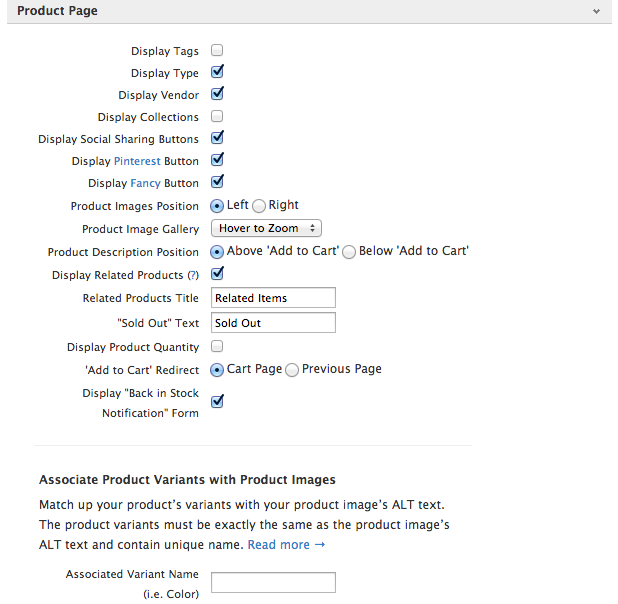 Product Page
Display Tags
Display Type
Display Vendor
Display Collections
Display Social Sharing Buttons
Display Pinterest Button
Display Fancy Button
Product Images Position Left Right
Product Image Gallery Hover to Zoom
Product Description Position Above 'Add to Cart' Below 'Add to Cart'
Display Related Products (?)
Related Products Title Related Items
"Sold Out" Text Sold Out
Display Product Quantity
'Add to Cart' Redirect Cart Page Previous Page
Display "Back in Stock
Notification" Form
Associate Product Variants with Product Images
Match up your product's variants with your product image's ALT text.
The product variants must be exactly the same as the product image's
ALT text and contain unique name. Read more →
Associated Variant Name
(i.e. Color)